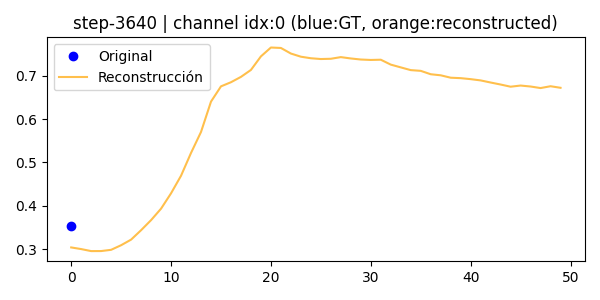 step-3640 | channel idx:0 (blue:GT, orange:reconstructed)
Original
Reconstrucción
0.7
0.6
0.5
0.4
0.3
0 10 20 30 40 50